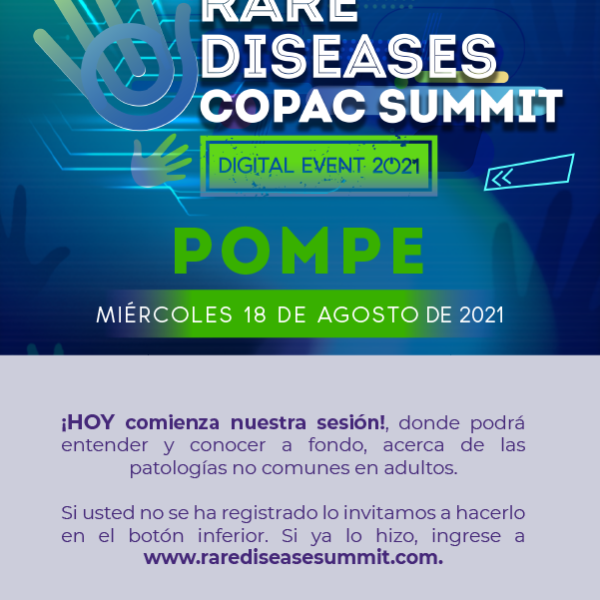 RARE
DISEASES
COPAC SUMMIT
DIGITAL EVENT 2021
POMPE
MIÉRCOLES 18 DE AGOSTO DE 2021
¡HOY comienza nuestra sesión!, donde podrá
entender y conocer a fondo, acerca de las
patologías no comunes en adultos.
Si usted no se ha registrado lo invitamos a hacerlo
en el botón inferior. Si ya lo hizo, ingrese a
www.rarediseasesummit.com.